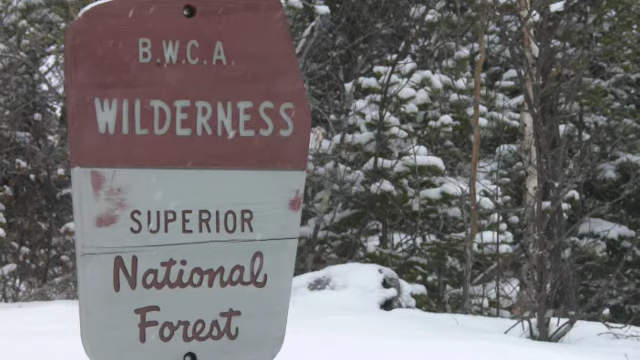 B.W.C.A.
WILDERNESS
SUPERIOR
National
Forest